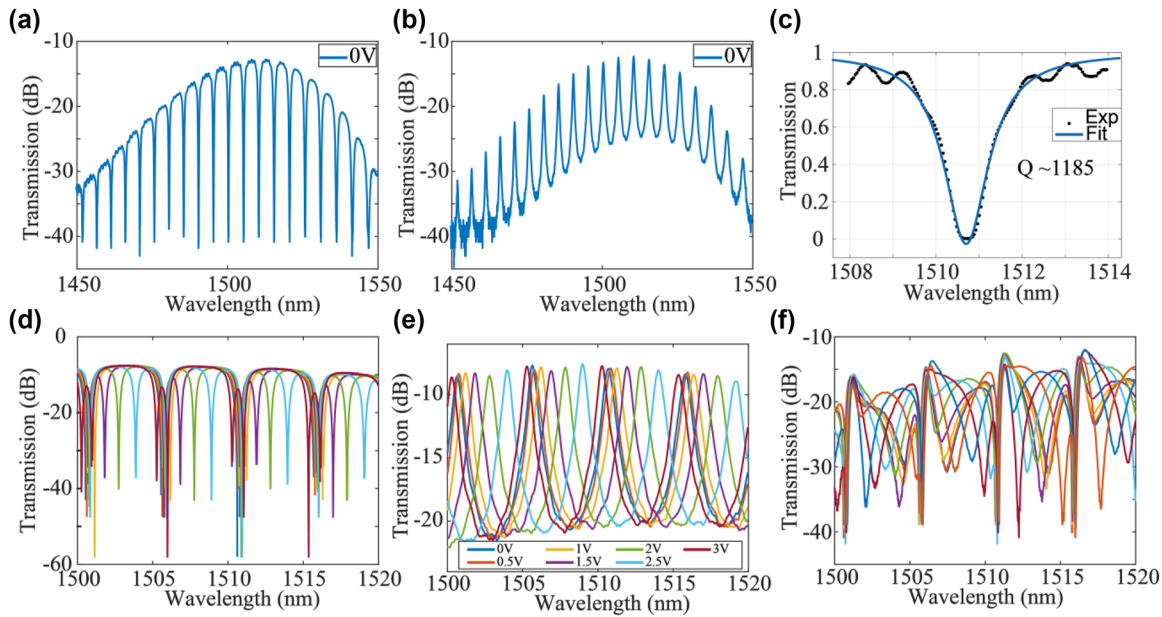 (a)
-10
-20
-30
-40
Transmission (dB)
0V
1450
1500
1550
Wavelength (nm)
(b)
-10
-20
-30
-40
Transmission (dB)
0V
1450
1500
1550
Wavelength (nm)
(c)
1
0.8
0.6
0.4
0.2
0
Transmission
Exp
Fit
Q ~1185
1508
1510
1512
1514
Wavelength (nm)
(d)
0
-20
-40
-60
Transmission (dB)
1500
1505
1510
1515
1520
Wavelength (nm)
(e)
-10
-15
-20
Transmission (dB)
0V 1V 2V 3V
0.5V 1.5V 2.5V
1500
1505
1510
1515
1520
Wavelength (nm)
(f)
-10
-20
-30
-40
Transmission (dB)
1500
1505
1510
1515
1520
Wavelength (nm)